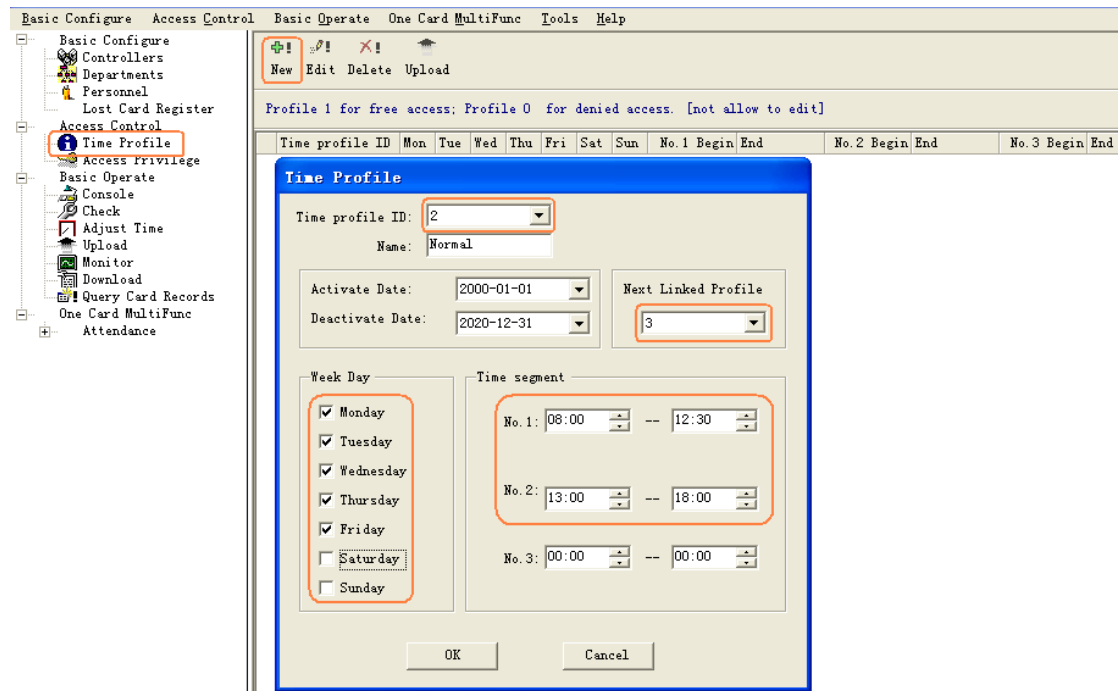 Basic Configure Access Control Basic Operate One Card MultiFunc Tools Help
Basic Configure
Controllers
Departments
Personnel
Lost Card Register
Access Control
Time Profile
Access Privilege
Basic Operate
Console
Check
Adjust Time
Upload
Monitor
Download
Query Card Records
One Card MultiFunc
Attendance
New Edit Delete Upload
Profile 1 for free access; Profile 0 for denied access. [not allow to edit]
Time profile ID Mon Tue Wed Thu Fri Sat Sun No.1 Begin End No.2 Begin End No.3 Begin End
Time Profile
Time profile ID: 2
Name: Normal
Activate Date: 2000-01-01
Deactivate Date: 2020-12-31
Next Linked Profile
3
Week Day
Monday
Tuesday
Wednesday
Thursday
Friday
Saturday
Sunday
Time segment
No.1: 08:00 -- 12:30
No.2: 13:00 -- 18:00
No.3: 00:00 -- 00:00
OK Cancel